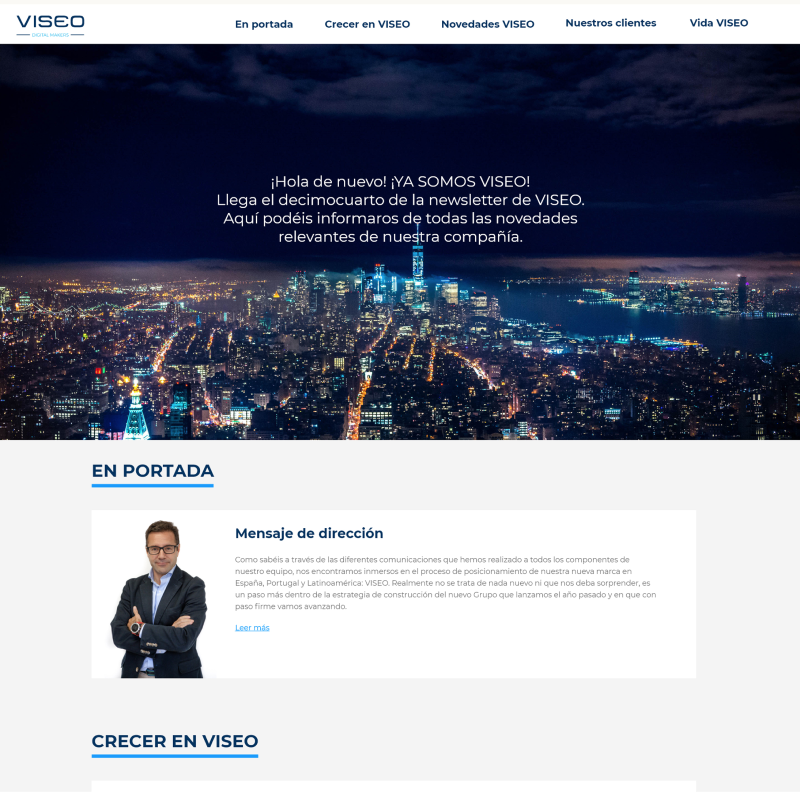 VISEO
DIGITAL MAKERS
En portada
Crecer en VISEO
Novedades VISEO
Nuestros clientes
Vida VISEO
¡Hola de nuevo! ¡YA SOMOS VISEO!
Llega el decimocuarto de la newsletter de VISEO.
Aquí podéis informaros de todas las novedades
relevantes de nuestra compañía.
EN PORTADA
Mensaje de dirección
Como sabéis a través de las diferentes comunicaciones que hemos realizado a todos los componentes de
nuestro equipo, nos encontramos inmersos en el proceso de posicionamiento de nuestra nueva marca en
España, Portugal y Latinoamérica: VISEO. Realmente no se trata de nada nuevo ni que nos deba sorprender, es
un paso más dentro de la estrategia de construcción del nuevo Grupo que lanzamos el año pasado y en que con
paso firme vamos avanzando.
Leer más
CRECER EN VISEO